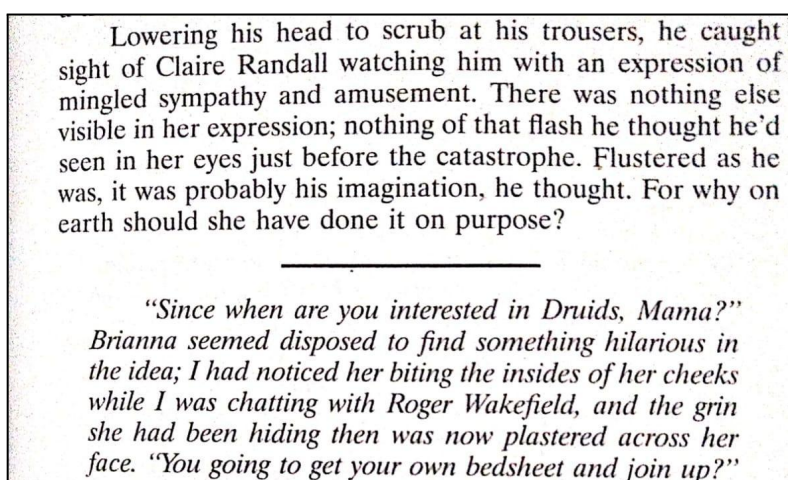 Lowering his head to scrub at his trousers, he caught
sight of Claire Randall watching him with an expression of
mingled sympathy and amusement. There was nothing else
visible in her expression; nothing of that flash he thought he’d
seen in her eyes just before the catastrophe. Flustered as he
was, it was probably his imagination, he thought. For why on
earth should she have done it on purpose?
“Since when are you interested in Druids, Mama?”
Brianna seemed disposed to find something hilarious in
the idea; I had noticed her biting the insides of her cheeks
while I was chatting with Roger Wakefield, and the grin
she had been hiding then was now plastered across her
face. “You going to get your own bedsheet and join up?”